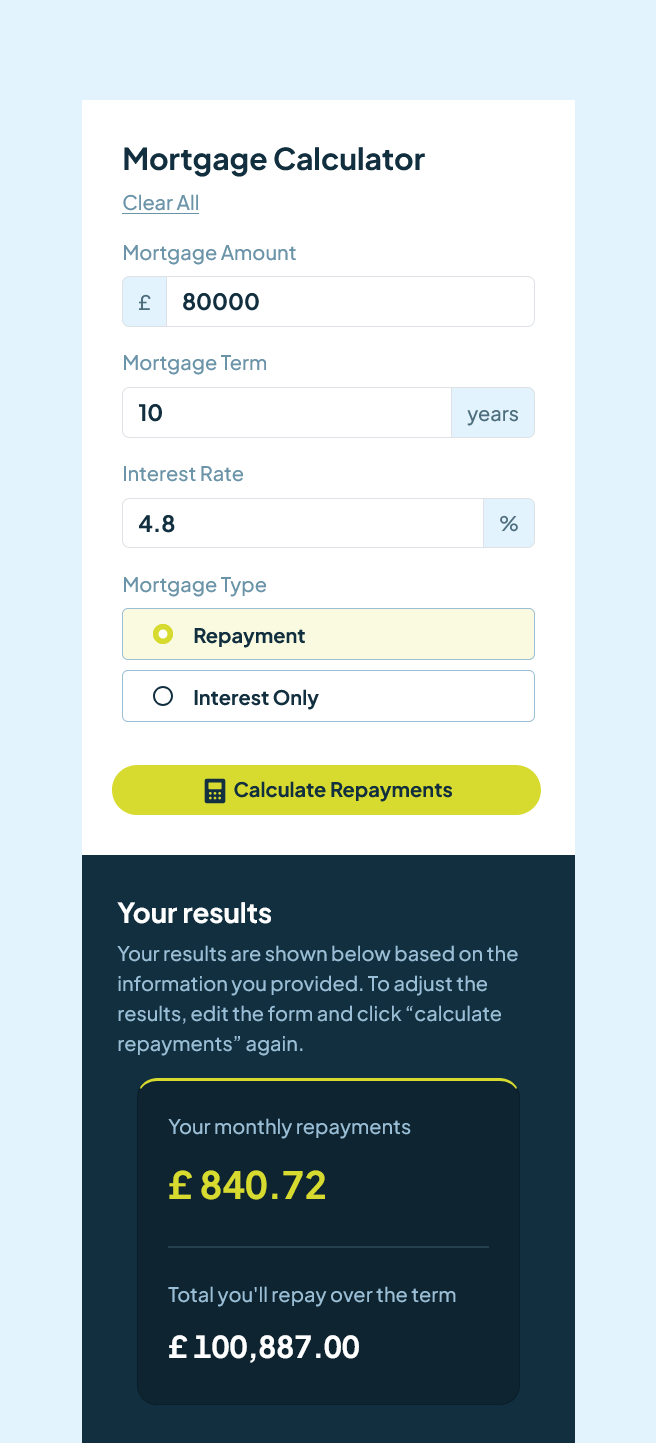 Mortgage Calculator
Clear All
Mortgage Amount
£ 80000
Mortgage Term
10 years
Interest Rate
4.8 %
Mortgage Type
Repayment
Interest Only
Calculate Repayments
Your results
Your results are shown below based on the
information you provided. To adjust the
results, edit the form and click “calculate
repayments” again.
Your monthly repayments
£ 840.72
Total you'll repay over the term
£ 100,887.00